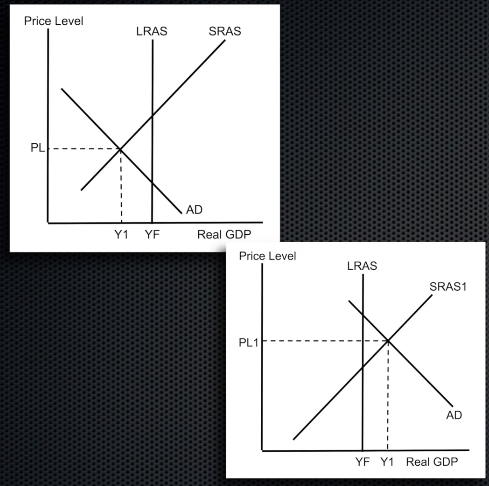 Price Level
LRAS SRAS
PL
AD
Y1 YF Real GDP
Price Level
LRAS
SRAS1
PL1
AD
YF Y1 Real GDP